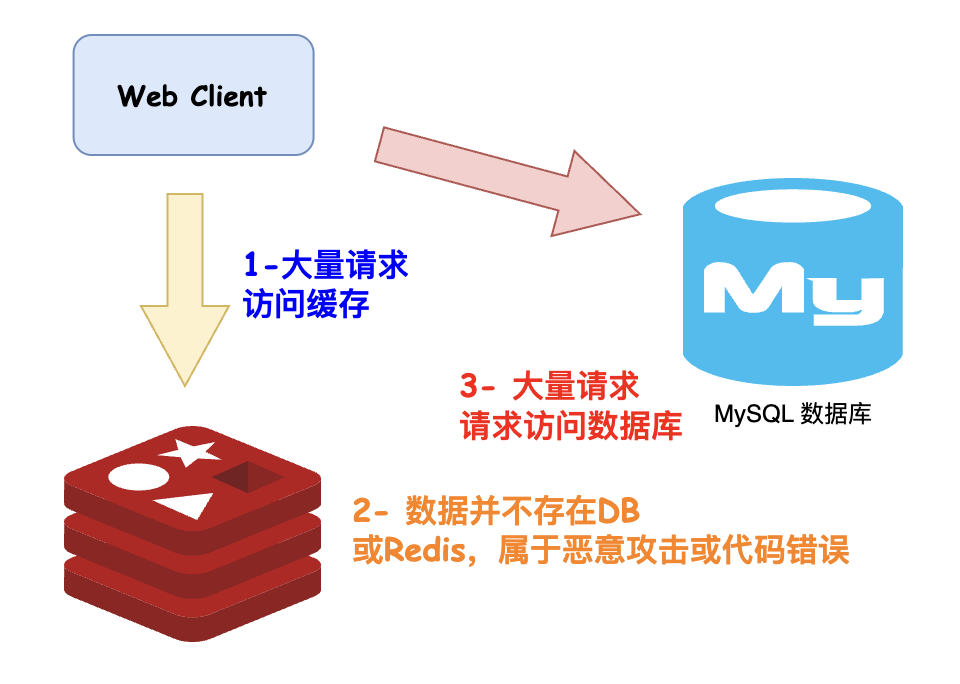 Web Client
1-大量请求
访问缓存
My
3- 大量请求
请求访问数据库
MySQL 数据库
2- 数据并不存在DB
或Redis，属于恶意攻击或代码错误